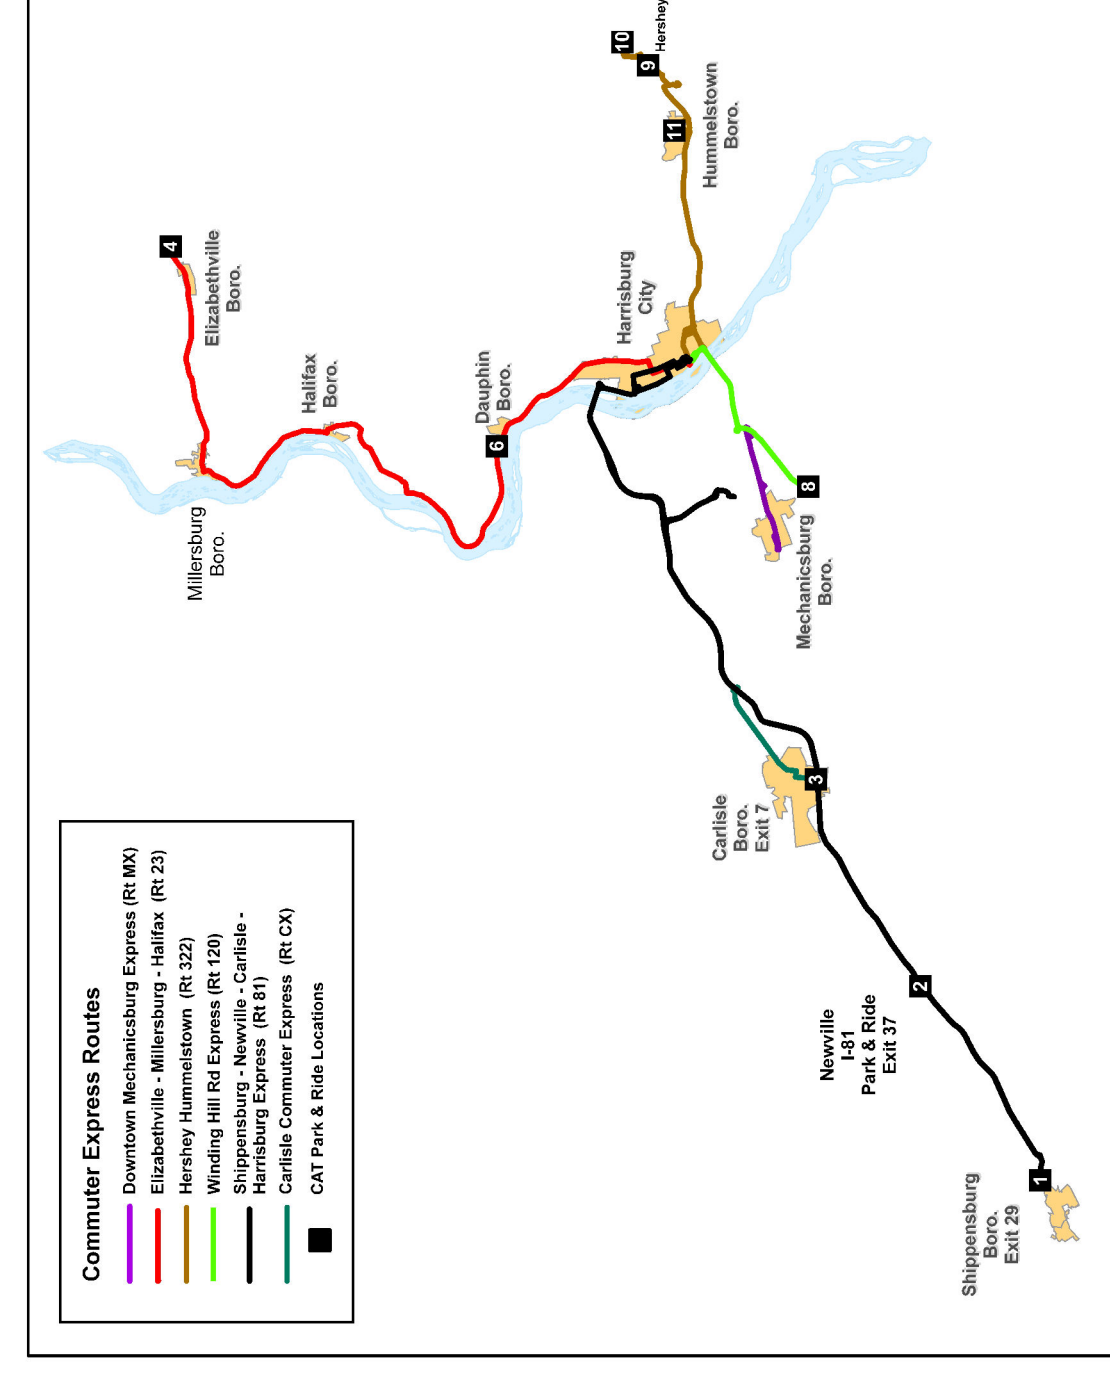 Commuter Express Routes
Downtown Mechanicsburg Express (Rt MX)
Elizabethville - Millersburg - Halifax (Rt 23)
Hershey Hummelstown (Rt 322)
Winding Hill Rd Express (Rt 120)
Shippensburg - Newville - Carlisle -
Harrisburg Express (Rt 81)
Carlisle Commuter Express (Rt CX)
CAT Park & Ride Locations
Millersburg
Boro.
4
Elizabethville
Boro.
Halifax
Boro.
6
Dauphin
Boro.
Harrisburg
City
10
9
Hershey
11
Hummelstown
Boro.
8
Mechanicsburg
Boro.
Carlisle
Boro.
Exit 7
3
Newville
I-81
Park & Ride
Exit 37
2
Shippensburg
Boro.
Exit 29
1